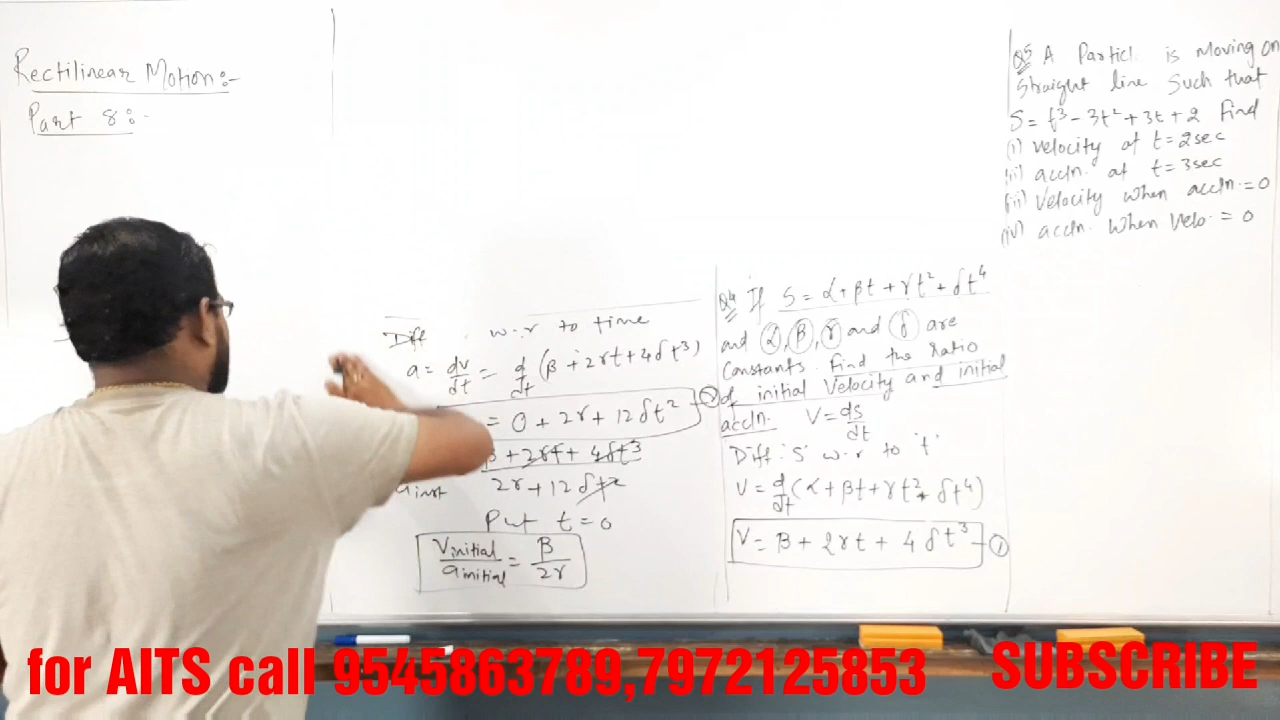 Rectilinear Motion:-
Part 8:-
Diff w.r to time
a = dv/dt = d/dt (β + 2γt + 4δt³)
= 0 + 2γ + 12δt² — ②
β + 2γt + 4δt³
2γ + 12δt²
Put t = 0
Vinitial/ainitial = β/2γ
Q4 If S = α + βt + γt² + δt⁴
and α, β, γ and δ are
Constants. Find the ratio
of initial Velocity and initial
accln. V = ds/dt
Diff. 'S' w.r to 't'
V = d/dt (α + βt + γt² + δt⁴)
V = β + 2γt + 4δt³ — ①
Q5 A Particl. is moving on
Straight line Such that
S = t³ - 3t² + 3t + 2 Find
(i) Velocity at t = 2sec
(ii) accln. at t = 3sec
(iii) Velocity when accln. = 0
(iv) accln. When Velo. = 0
for AITS call 9545863789,7972125853
SUBSCRIBE